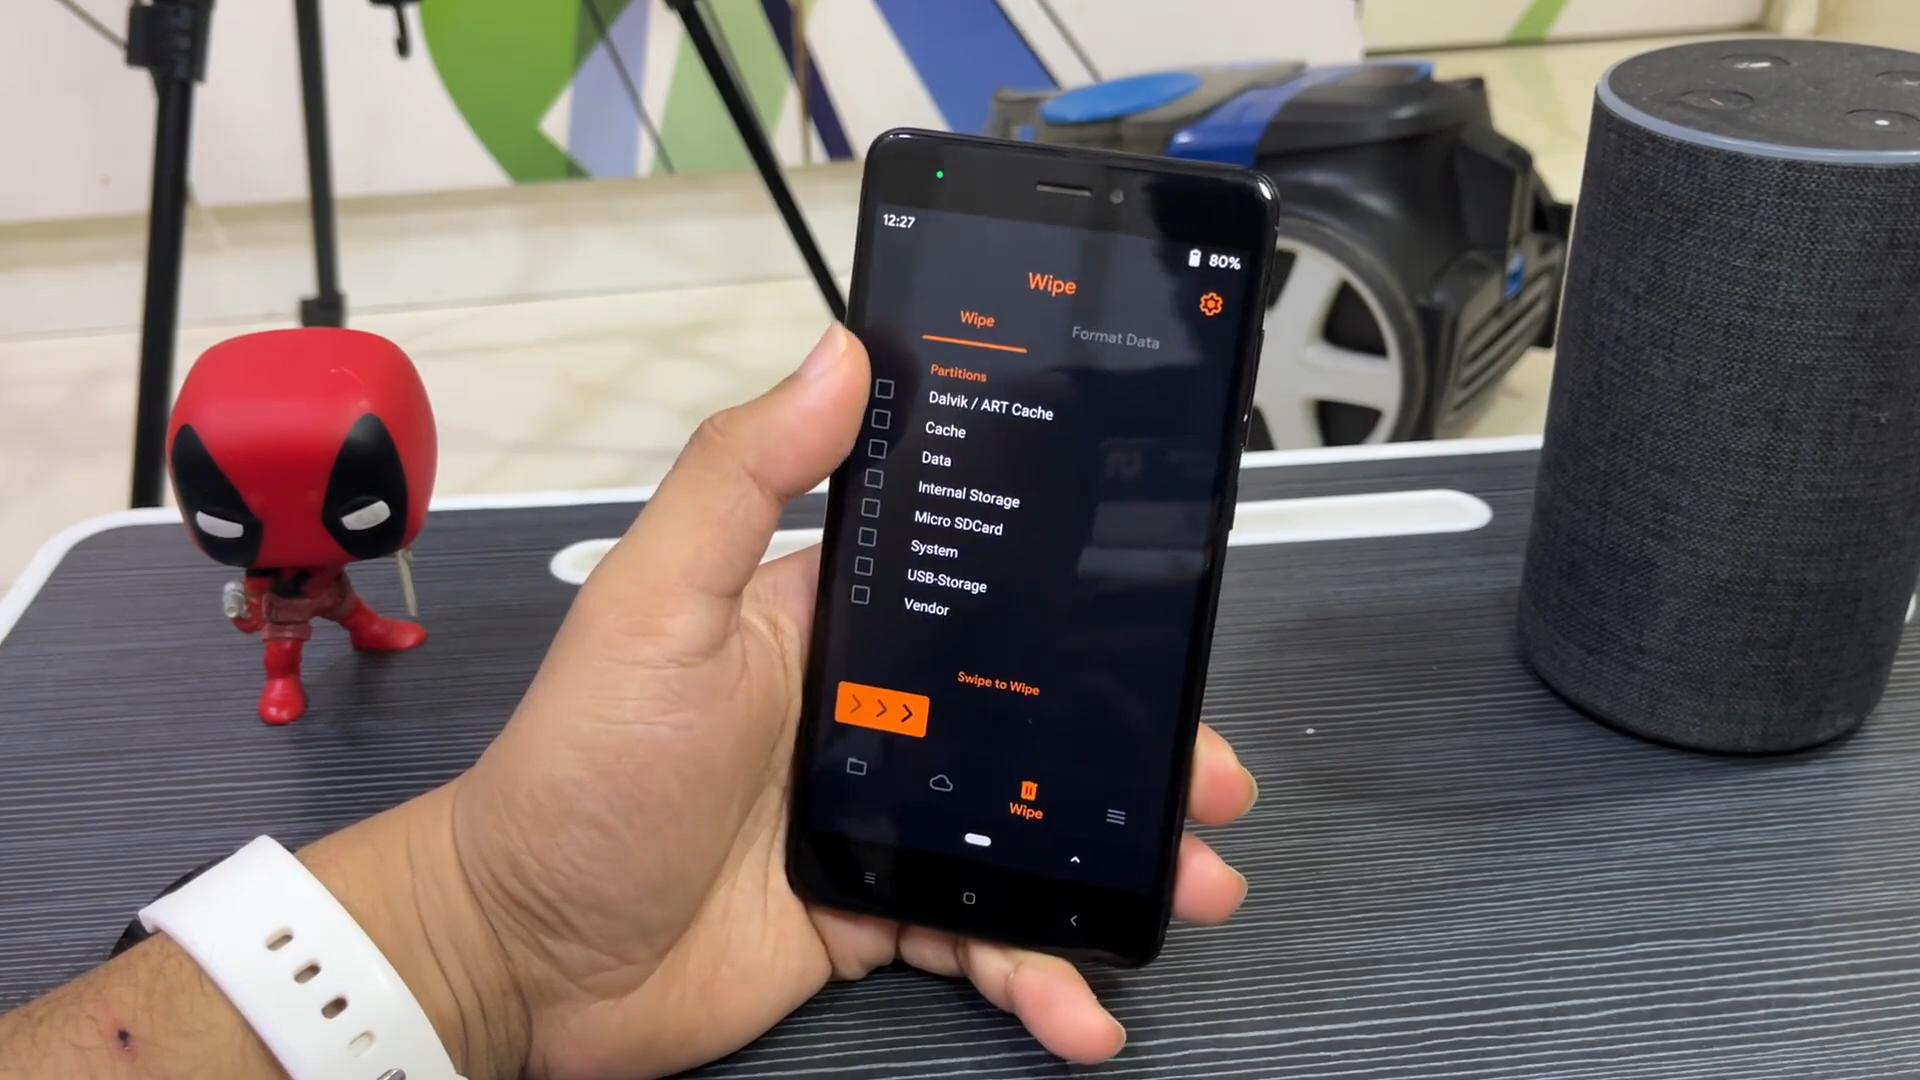 12:27
80%
Wipe
Wipe
Format Data
Partitions
Dalvik / ART Cache
Cache
Data
Internal Storage
Micro SDCard
System
USB-Storage
Vendor
Swipe to Wipe
Wipe